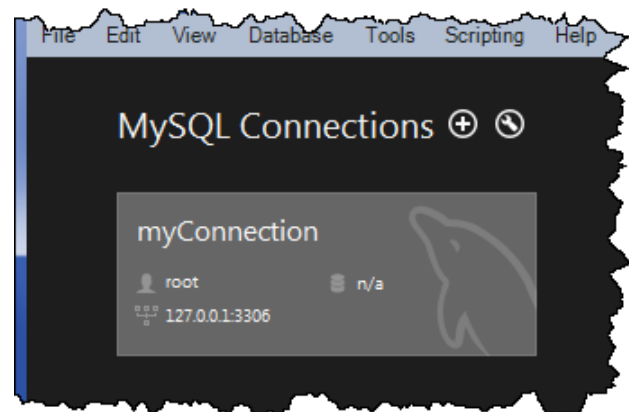 File Edit View Database Tools Scripting Help
MySQL Connections
myConnection
root n/a
127.0.0.1:3306